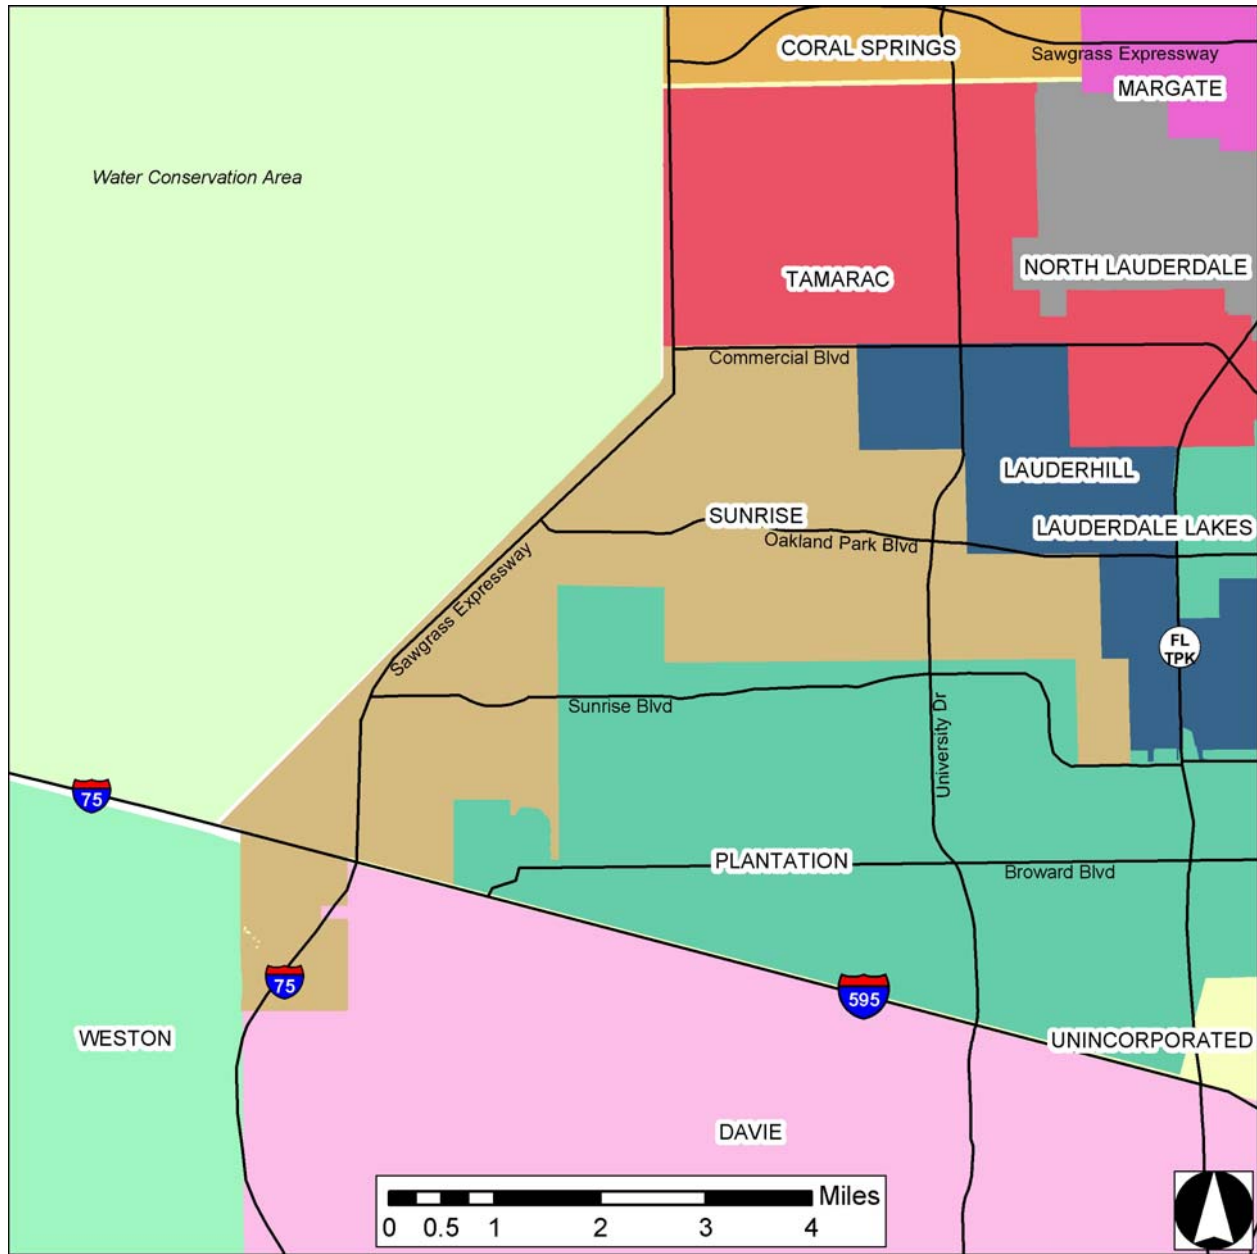 CORAL SPRINGS
Sawgrass Expressway
MARGATE
Water Conservation Area
NORTH LAUDERDALE
TAMARAC
Commercial Blvd
LAUDERHILL
SUNRISE
LAUDERDALE LAKES
Oakland Park Blvd
Sawgrass Expressway
FL
TPK
Sunrise Blvd
University Dr
75
PLANTATION
Broward Blvd
75
595
WESTON
UNINCORPORATED
DAVIE
Miles
0 0.5 1 2 3 4